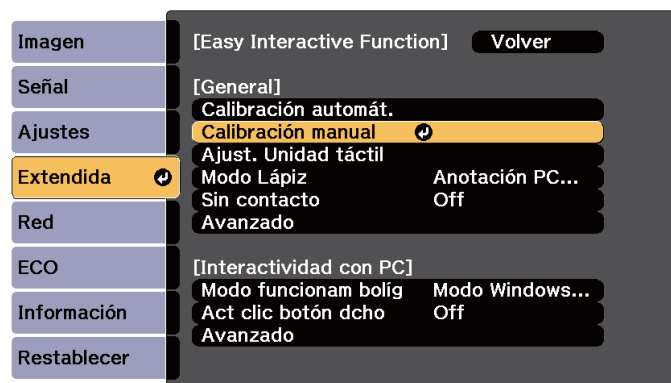 Imagen
Señal
Ajustes
Extendida
Red
ECO
Información
Restablecer
[Easy Interactive Function] Volver
[General]
Calibración automát.
Calibración manual
Ajust. Unidad táctil
Modo Lápiz Anotación PC...
Sin contacto Off
Avanzado
[Interactividad con PC]
Modo funcionam bolíg Modo Windows...
Act clic botón dcho Off
Avanzado